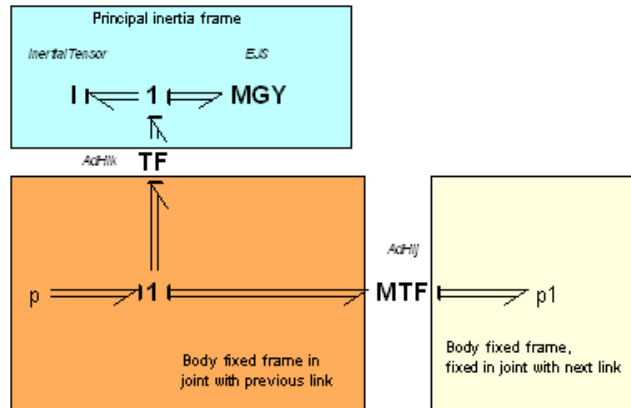 Principal inertia frame
InertialTensor EJS
I 1 MGY
AdHik TF
AdHij
p 1 MTF p1
Body fixed frame in
joint with previous link
Body fixed frame,
fixed in joint with next link